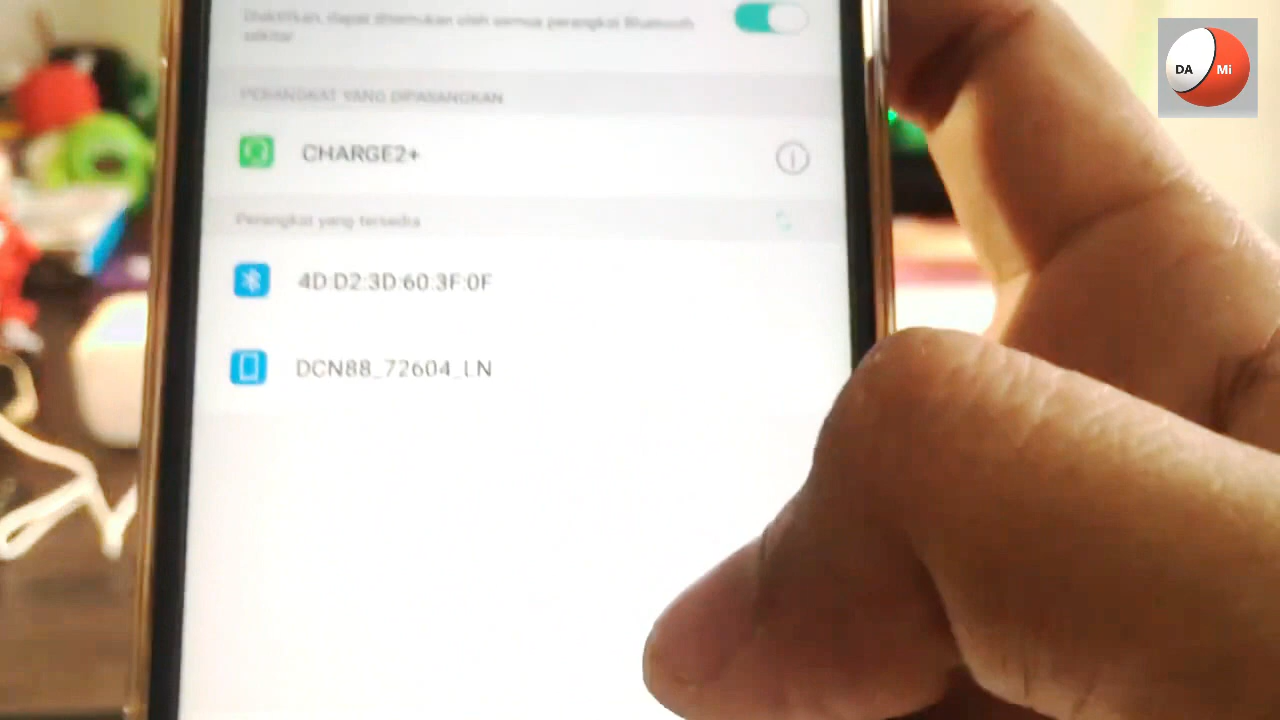 Diaktifkan, dapat ditemukan oleh semua perangkat Bluetooth
sekitar
PERANGKAT YANG DIPASANGKAN
CHARGE2+
Perangkat yang tersedia
4D:D2:3D:60:3F:0F
DCN88_72604_LN
DA Mi